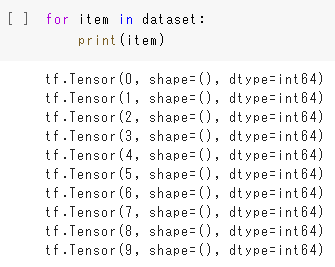 [ ] for item in dataset:
print(item)
tf.Tensor(0, shape=(), dtype=int64)
tf.Tensor(1, shape=(), dtype=int64)
tf.Tensor(2, shape=(), dtype=int64)
tf.Tensor(3, shape=(), dtype=int64)
tf.Tensor(4, shape=(), dtype=int64)
tf.Tensor(5, shape=(), dtype=int64)
tf.Tensor(6, shape=(), dtype=int64)
tf.Tensor(7, shape=(), dtype=int64)
tf.Tensor(8, shape=(), dtype=int64)
tf.Tensor(9, shape=(), dtype=int64)